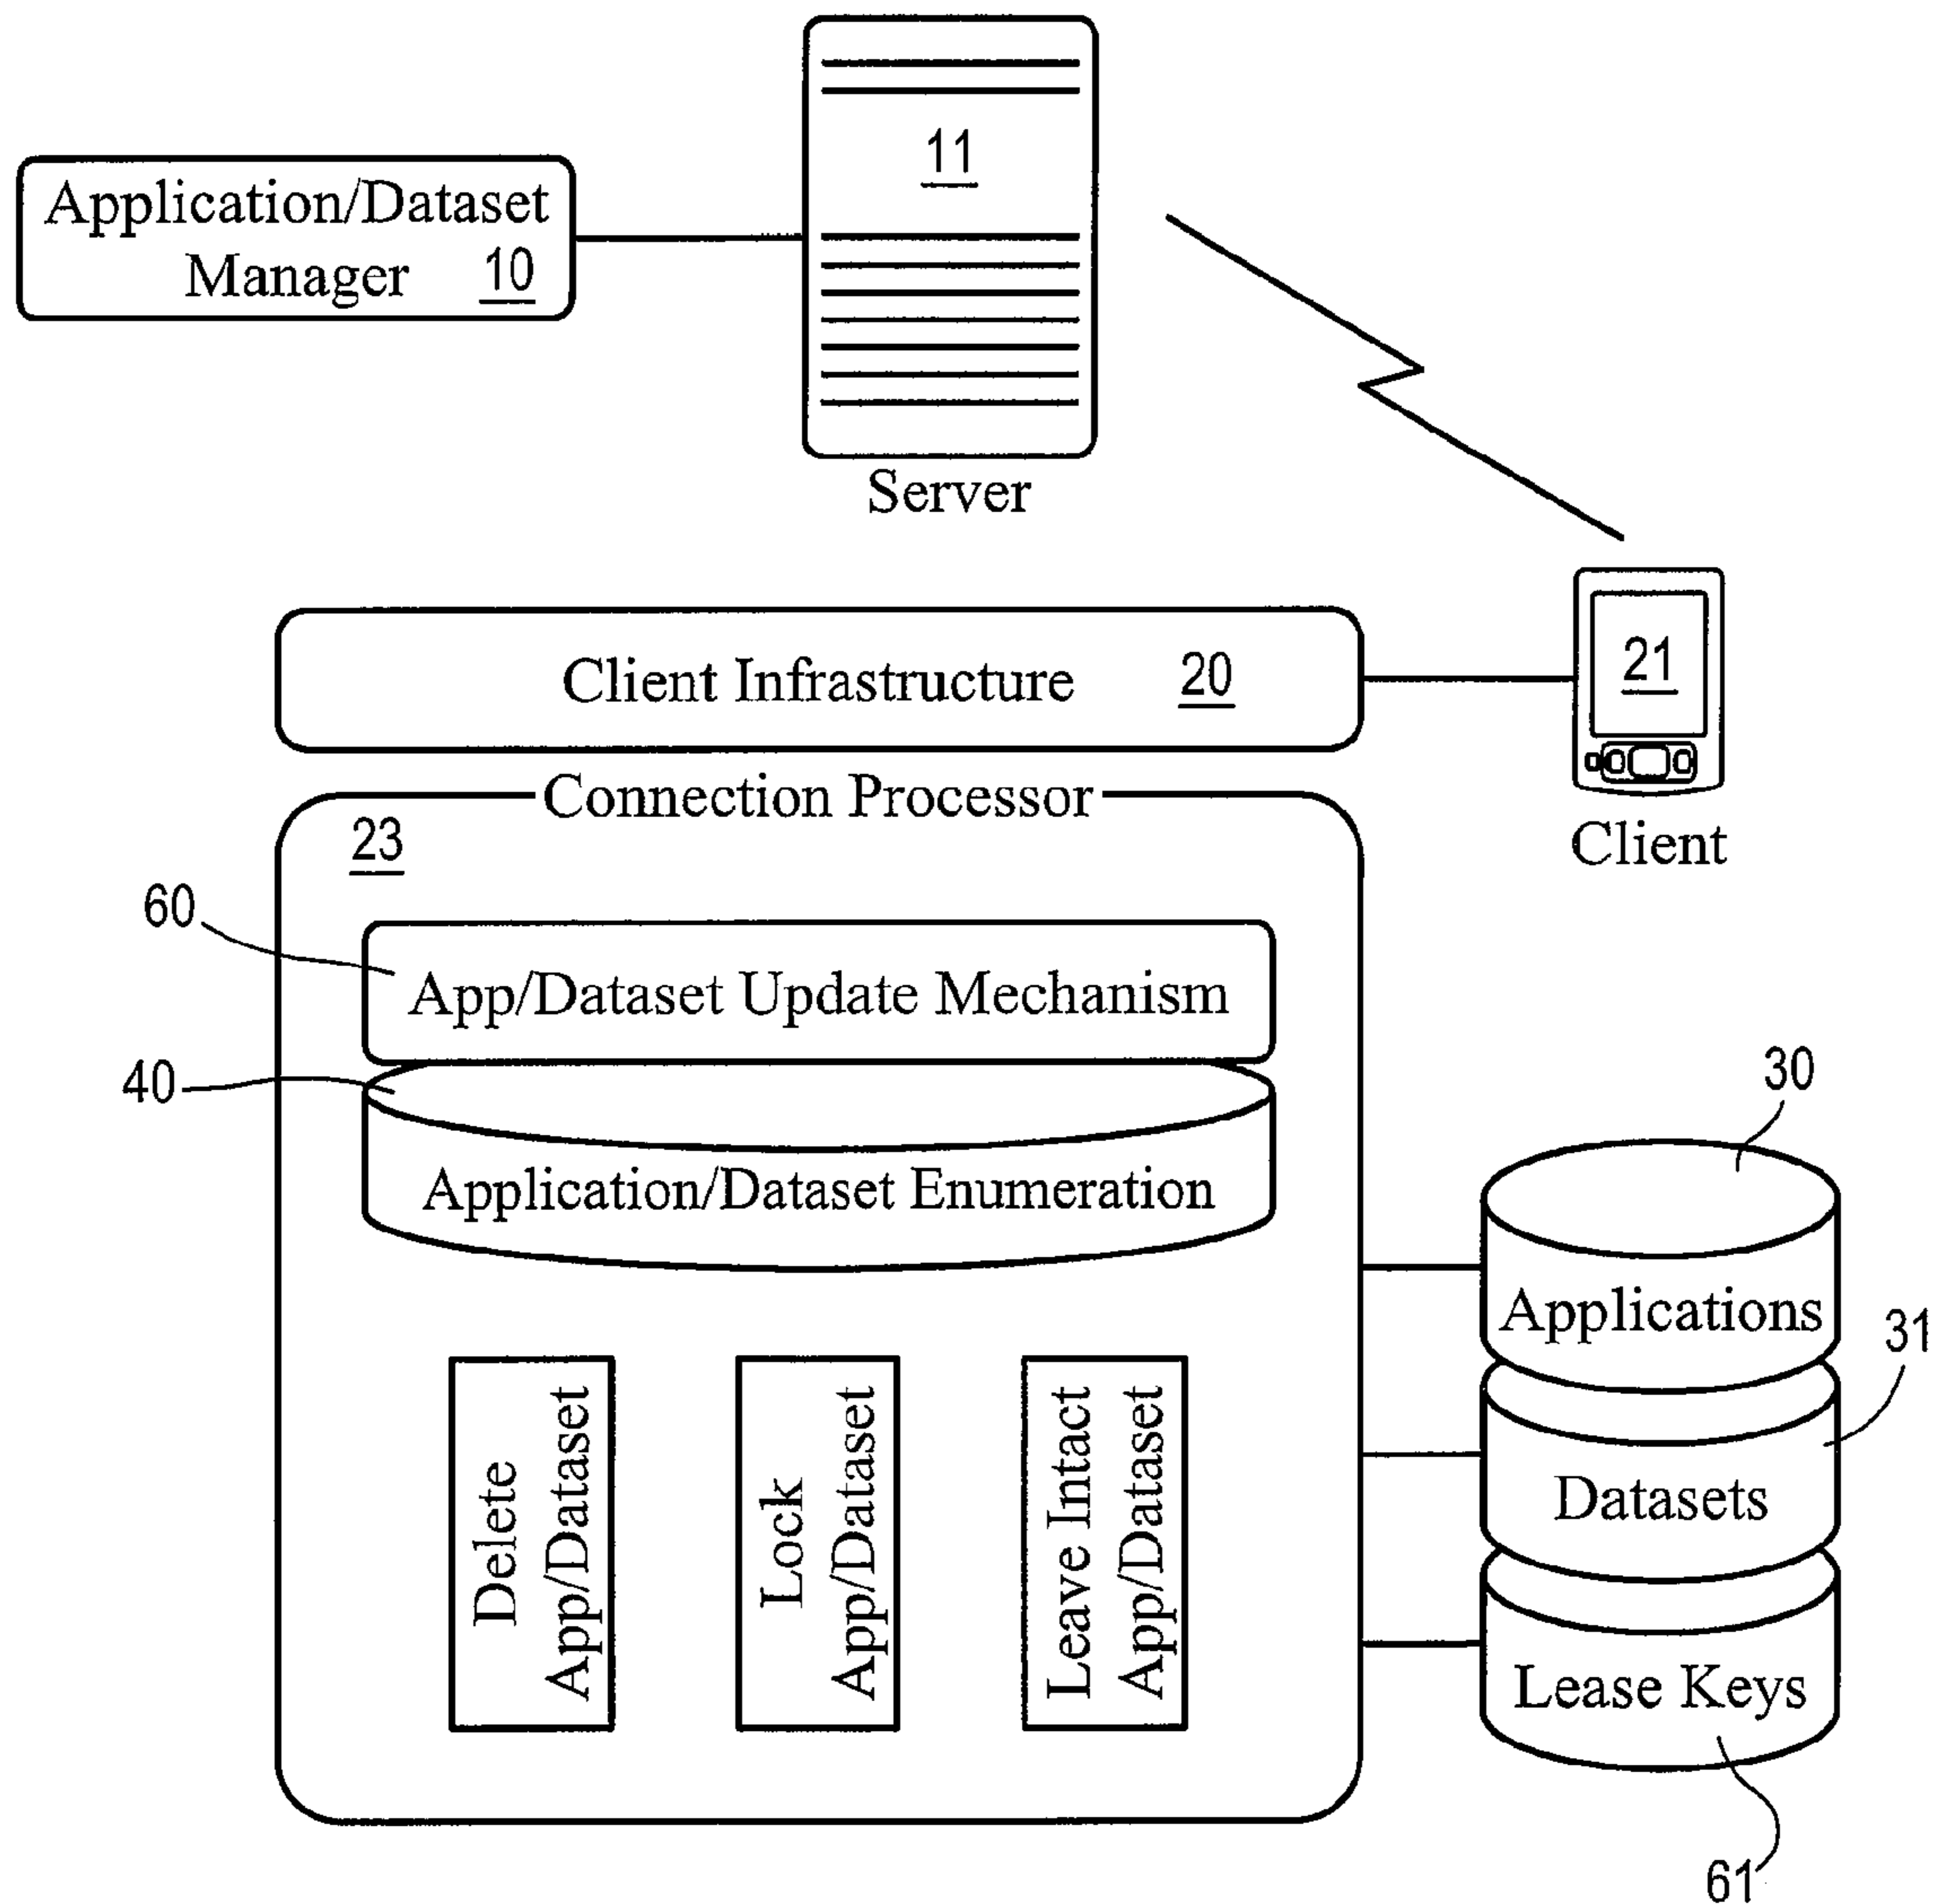 11
Application/Dataset
Manager 10
Server
Client Infrastructure 20
21
Client
Connection Processor
23
60
App/Dataset Update Mechanism
40
Application/Dataset Enumeration
30
Applications
31
Datasets
Lease Keys
61
Delete
App/Dataset
Lock
App/Dataset
Leave Intact
App/Dataset